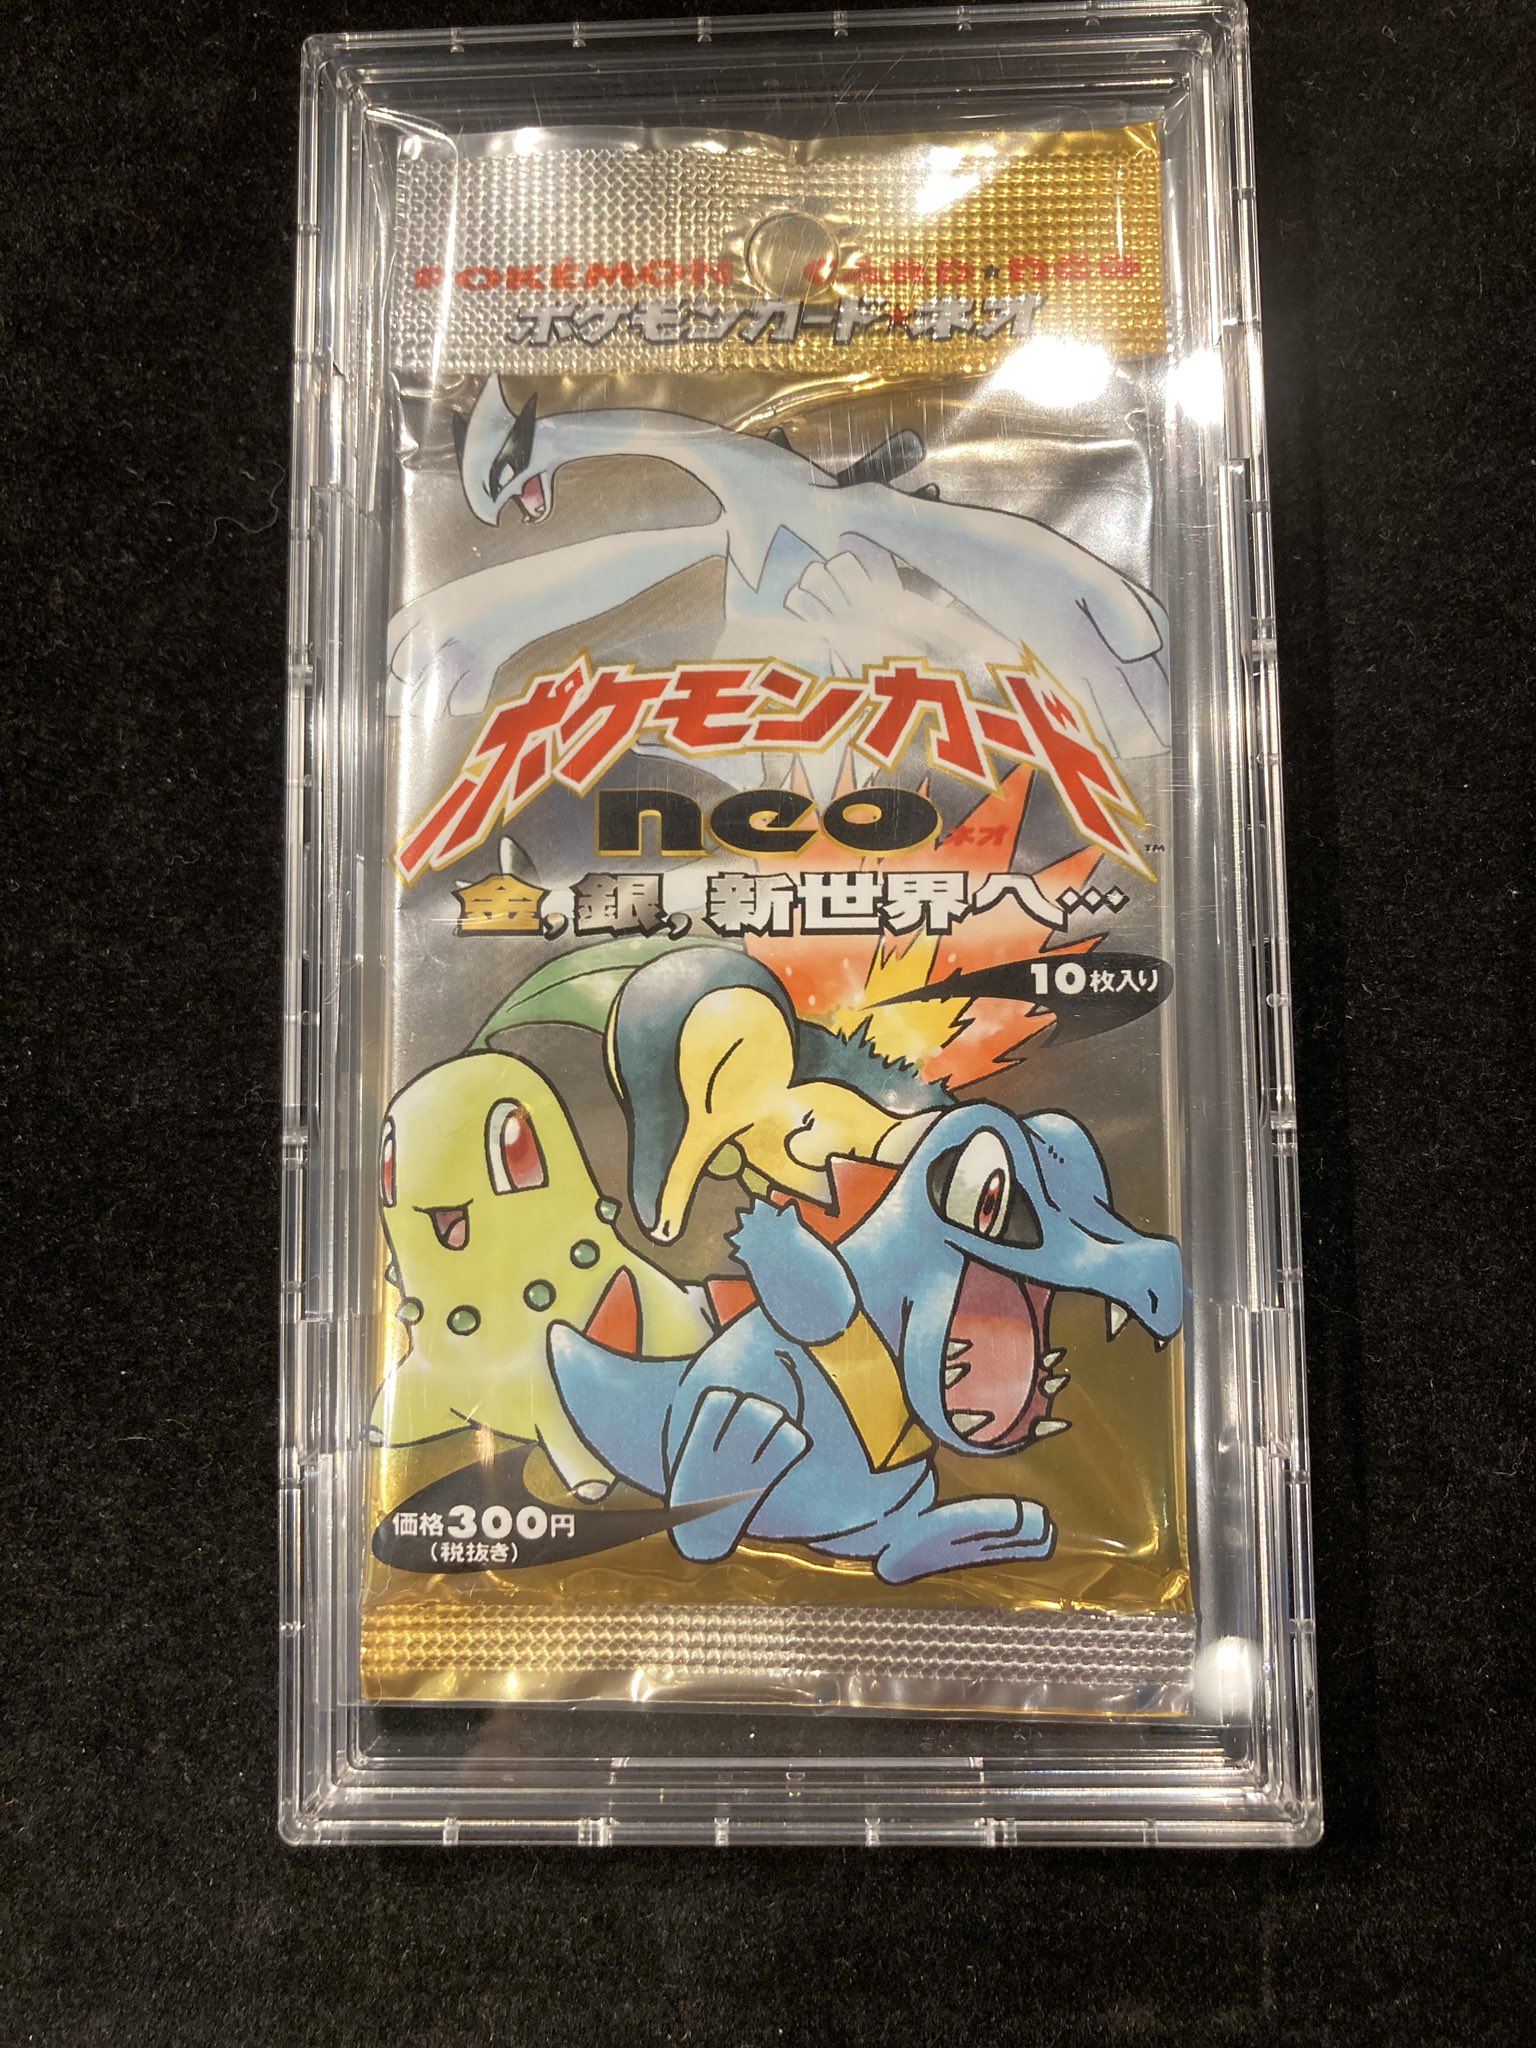 POKÉMON CARD★neo
ポケモンカード★ネオ
ポケモンカード
neo ネオ
TM
金,銀,新世界へ…
10枚入り
価格300円
(税抜き)